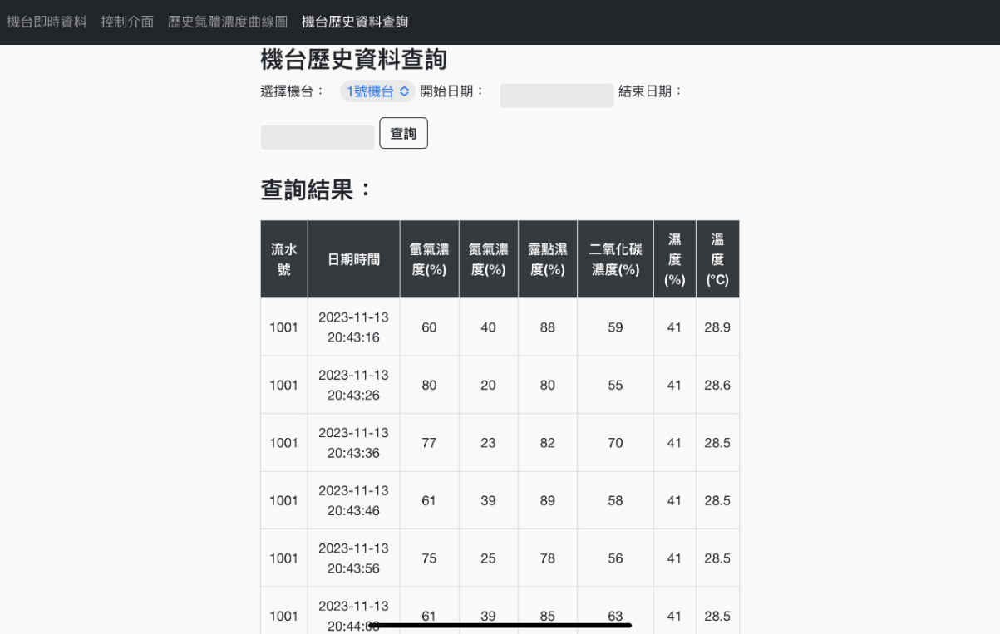 機台即時資料 控制介面 歷史氣體濃度曲線圖 機台歷史資料查詢
機台歷史資料查詢
選擇機台： 1號機台 開始日期： 結束日期：
查詢
查詢結果：
流水號 日期時間 氫氣濃度(%) 氮氣濃度(%) 露點濕度(%) 二氧化碳濃度(%) 濕度(%) 溫度(°C)
1001 2023-11-13 20:43:16 60 40 88 59 41 28.9
1001 2023-11-13 20:43:26 80 20 80 55 41 28.6
1001 2023-11-13 20:43:36 77 23 82 70 41 28.5
1001 2023-11-13 20:43:46 61 39 89 58 41 28.5
1001 2023-11-13 20:43:56 75 25 78 56 41 28.5
1001 2023-11-13 20:44:06 61 39 85 63 41 28.5